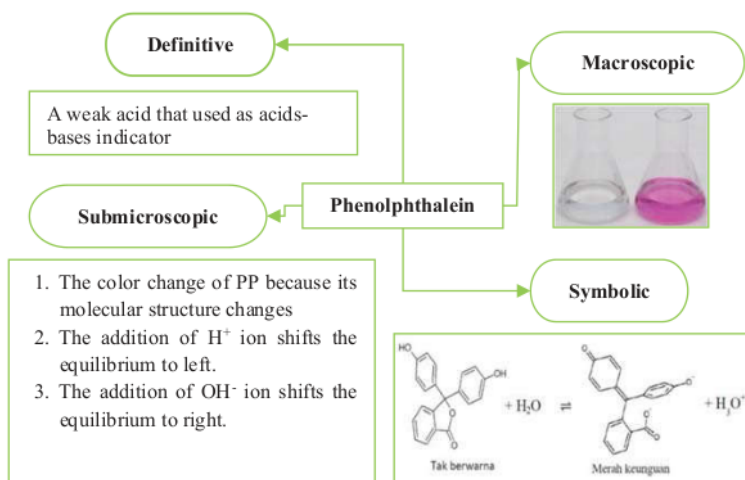 Definitive
A weak acid that used as acids-
bases indicator
Macroscopic
Phenolphthalein
Submicroscopic
1. The color change of PP because its
molecular structure changes
2. The addition of H⁺ ion shifts the
equilibrium to left.
3. The addition of OH⁻ ion shifts the
equilibrium to right.
Symbolic
HO
OH
O
O
+ H₂O ⇌
O
O⁻
O⁻
O
+ H₃O⁺
Tak berwarna
Merah keunguan